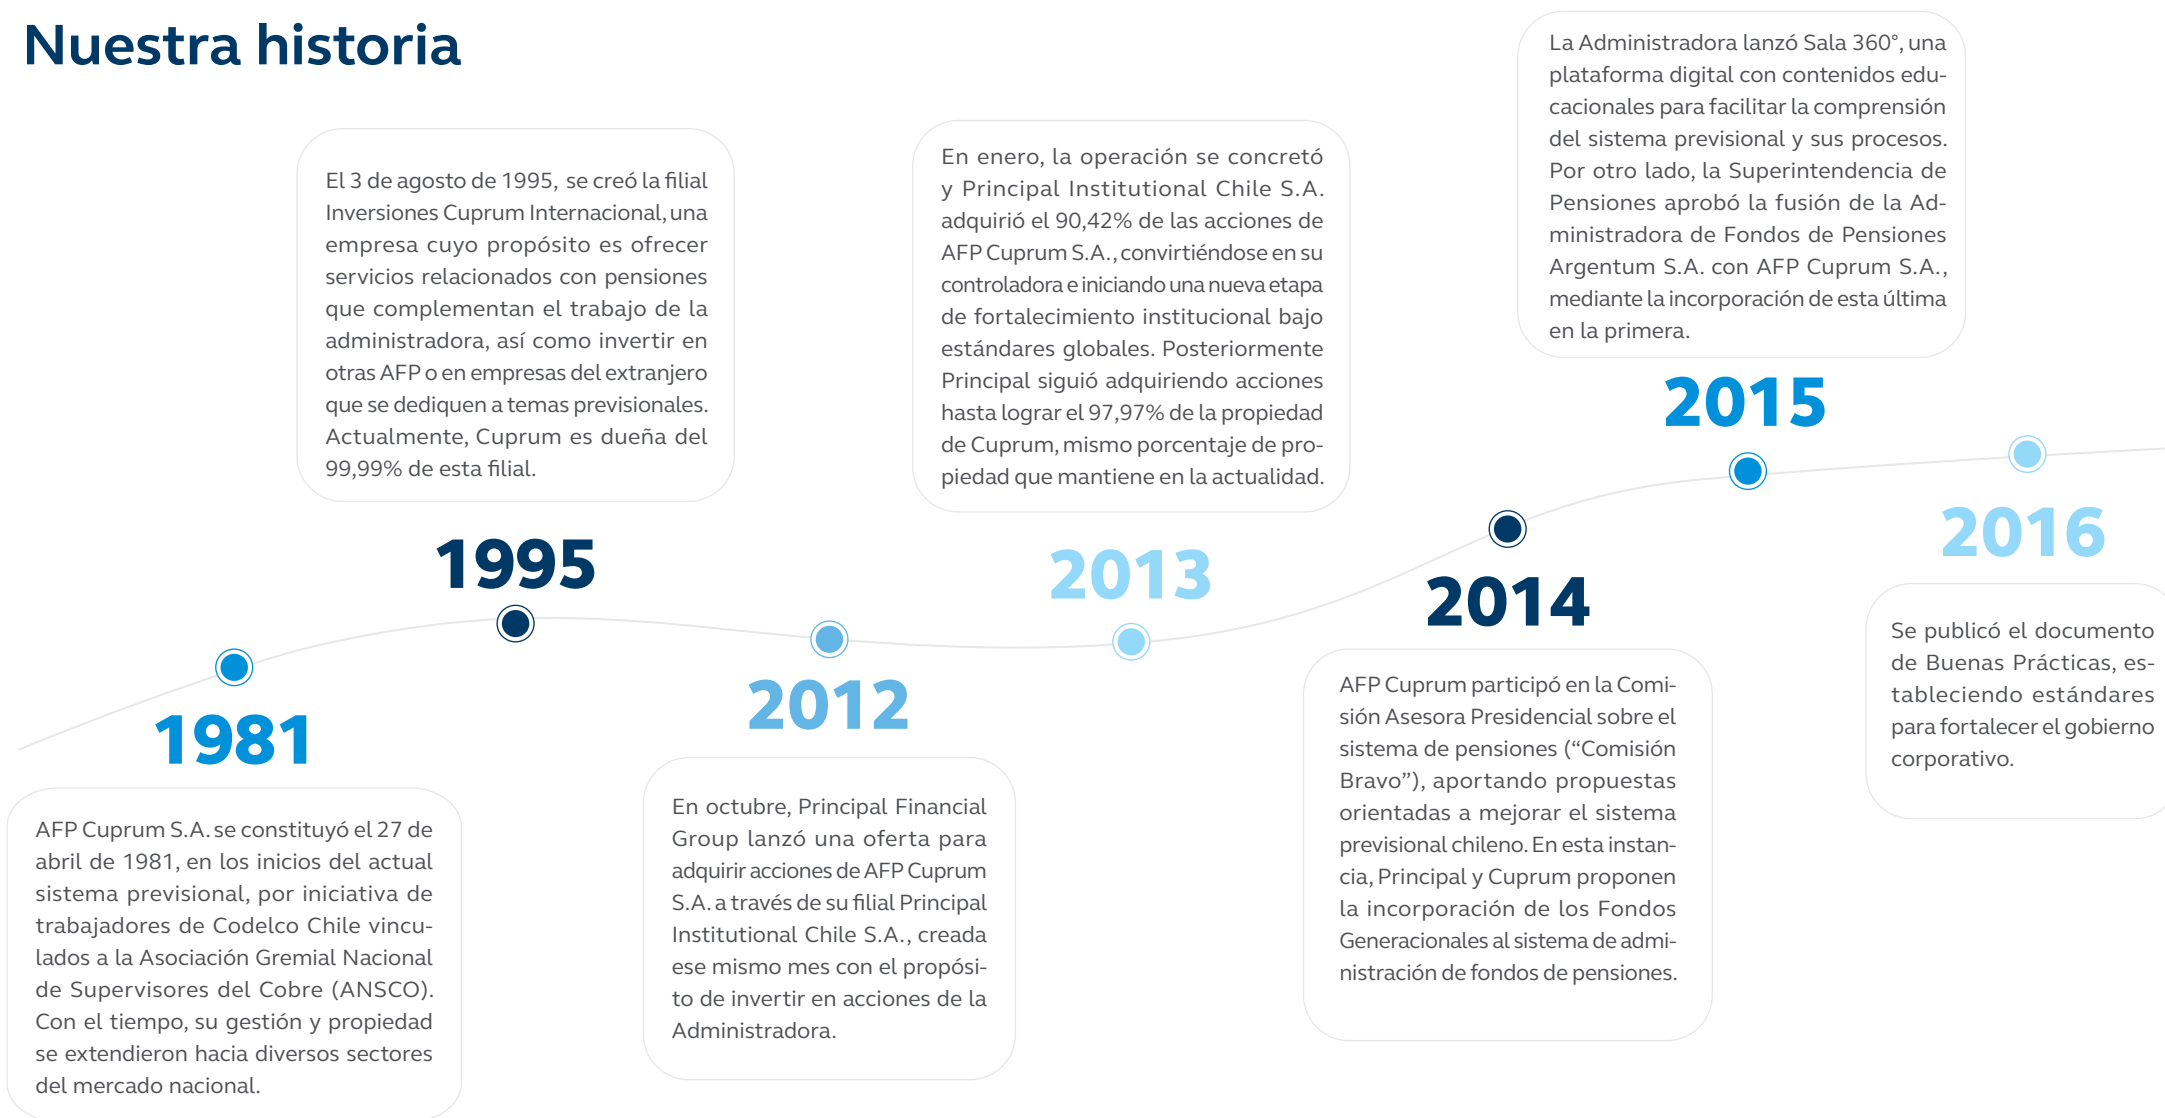 Nuestra historia
1981
AFP Cuprum S.A. se constituyó el 27 de
abril de 1981, en los inicios del actual
sistema previsional, por iniciativa de
trabajadores de Codelco Chile vincu-
lados a la Asociación Gremial Nacional
de Supervisores del Cobre (ANSCO).
Con el tiempo, su gestión y propiedad
se extendieron hacia diversos sectores
del mercado nacional.
El 3 de agosto de 1995, se creó la filial
Inversiones Cuprum Internacional, una
empresa cuyo propósito es ofrecer
servicios relacionados con pensiones
que complementan el trabajo de la
administradora, así como invertir en
otras AFP o en empresas del extranjero
que se dediquen a temas previsionales.
Actualmente, Cuprum es dueña del
99,99% de esta filial.
1995
2012
En octubre, Principal Financial
Group lanzó una oferta para
adquirir acciones de AFP Cuprum
S.A. a través de su filial Principal
Institutional Chile S.A., creada
ese mismo mes con el propósi-
to de invertir en acciones de la
Administradora.
En enero, la operación se concretó
y Principal Institutional Chile S.A.
adquirió el 90,42% de las acciones de
AFP Cuprum S.A., convirtiéndose en su
controladora e iniciando una nueva etapa
de fortalecimiento institucional bajo
estándares globales. Posteriormente
Principal siguió adquiriendo acciones
hasta lograr el 97,97% de la propiedad
de Cuprum, mismo porcentaje de pro-
piedad que mantiene en la actualidad.
2013
2014
AFP Cuprum participó en la Comi-
sión Asesora Presidencial sobre el
sistema de pensiones (“Comisión
Bravo”), aportando propuestas
orientadas a mejorar el sistema
previsional chileno. En esta instan-
cia, Principal y Cuprum proponen
la incorporación de los Fondos
Generacionales al sistema de admi-
nistración de fondos de pensiones.
La Administradora lanzó Sala 360°, una
plataforma digital con contenidos edu-
cacionales para facilitar la comprensión
del sistema previsional y sus procesos.
Por otro lado, la Superintendencia de
Pensiones aprobó la fusión de la Ad-
ministradora de Fondos de Pensiones
Argentum S.A. con AFP Cuprum S.A.,
mediante la incorporación de esta última
en la primera.
2015
2016
Se publicó el documento
de Buenas Prácticas, es-
tableciendo estándares
para fortalecer el gobierno
corporativo.